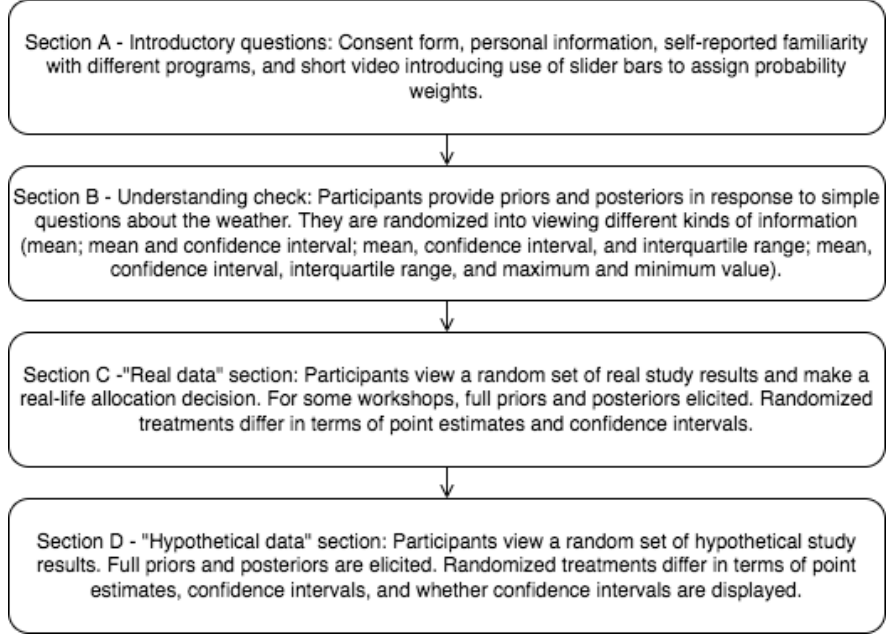 Section A - Introductory questions: Consent form, personal information, self-reported familiarity
with different programs, and short video introducing use of slider bars to assign probability
weights.
Section B - Understanding check: Participants provide priors and posteriors in response to simple
questions about the weather. They are randomized into viewing different kinds of information
(mean; mean and confidence interval; mean, confidence interval, and interquartile range; mean,
confidence interval, interquartile range, and maximum and minimum value).
Section C -"Real data" section: Participants view a random set of real study results and make a
real-life allocation decision. For some workshops, full priors and posteriors elicited. Randomized
treatments differ in terms of point estimates and confidence intervals.
Section D - "Hypothetical data" section: Participants view a random set of hypothetical study
results. Full priors and posteriors are elicited. Randomized treatments differ in terms of point
estimates, confidence intervals, and whether confidence intervals are displayed.